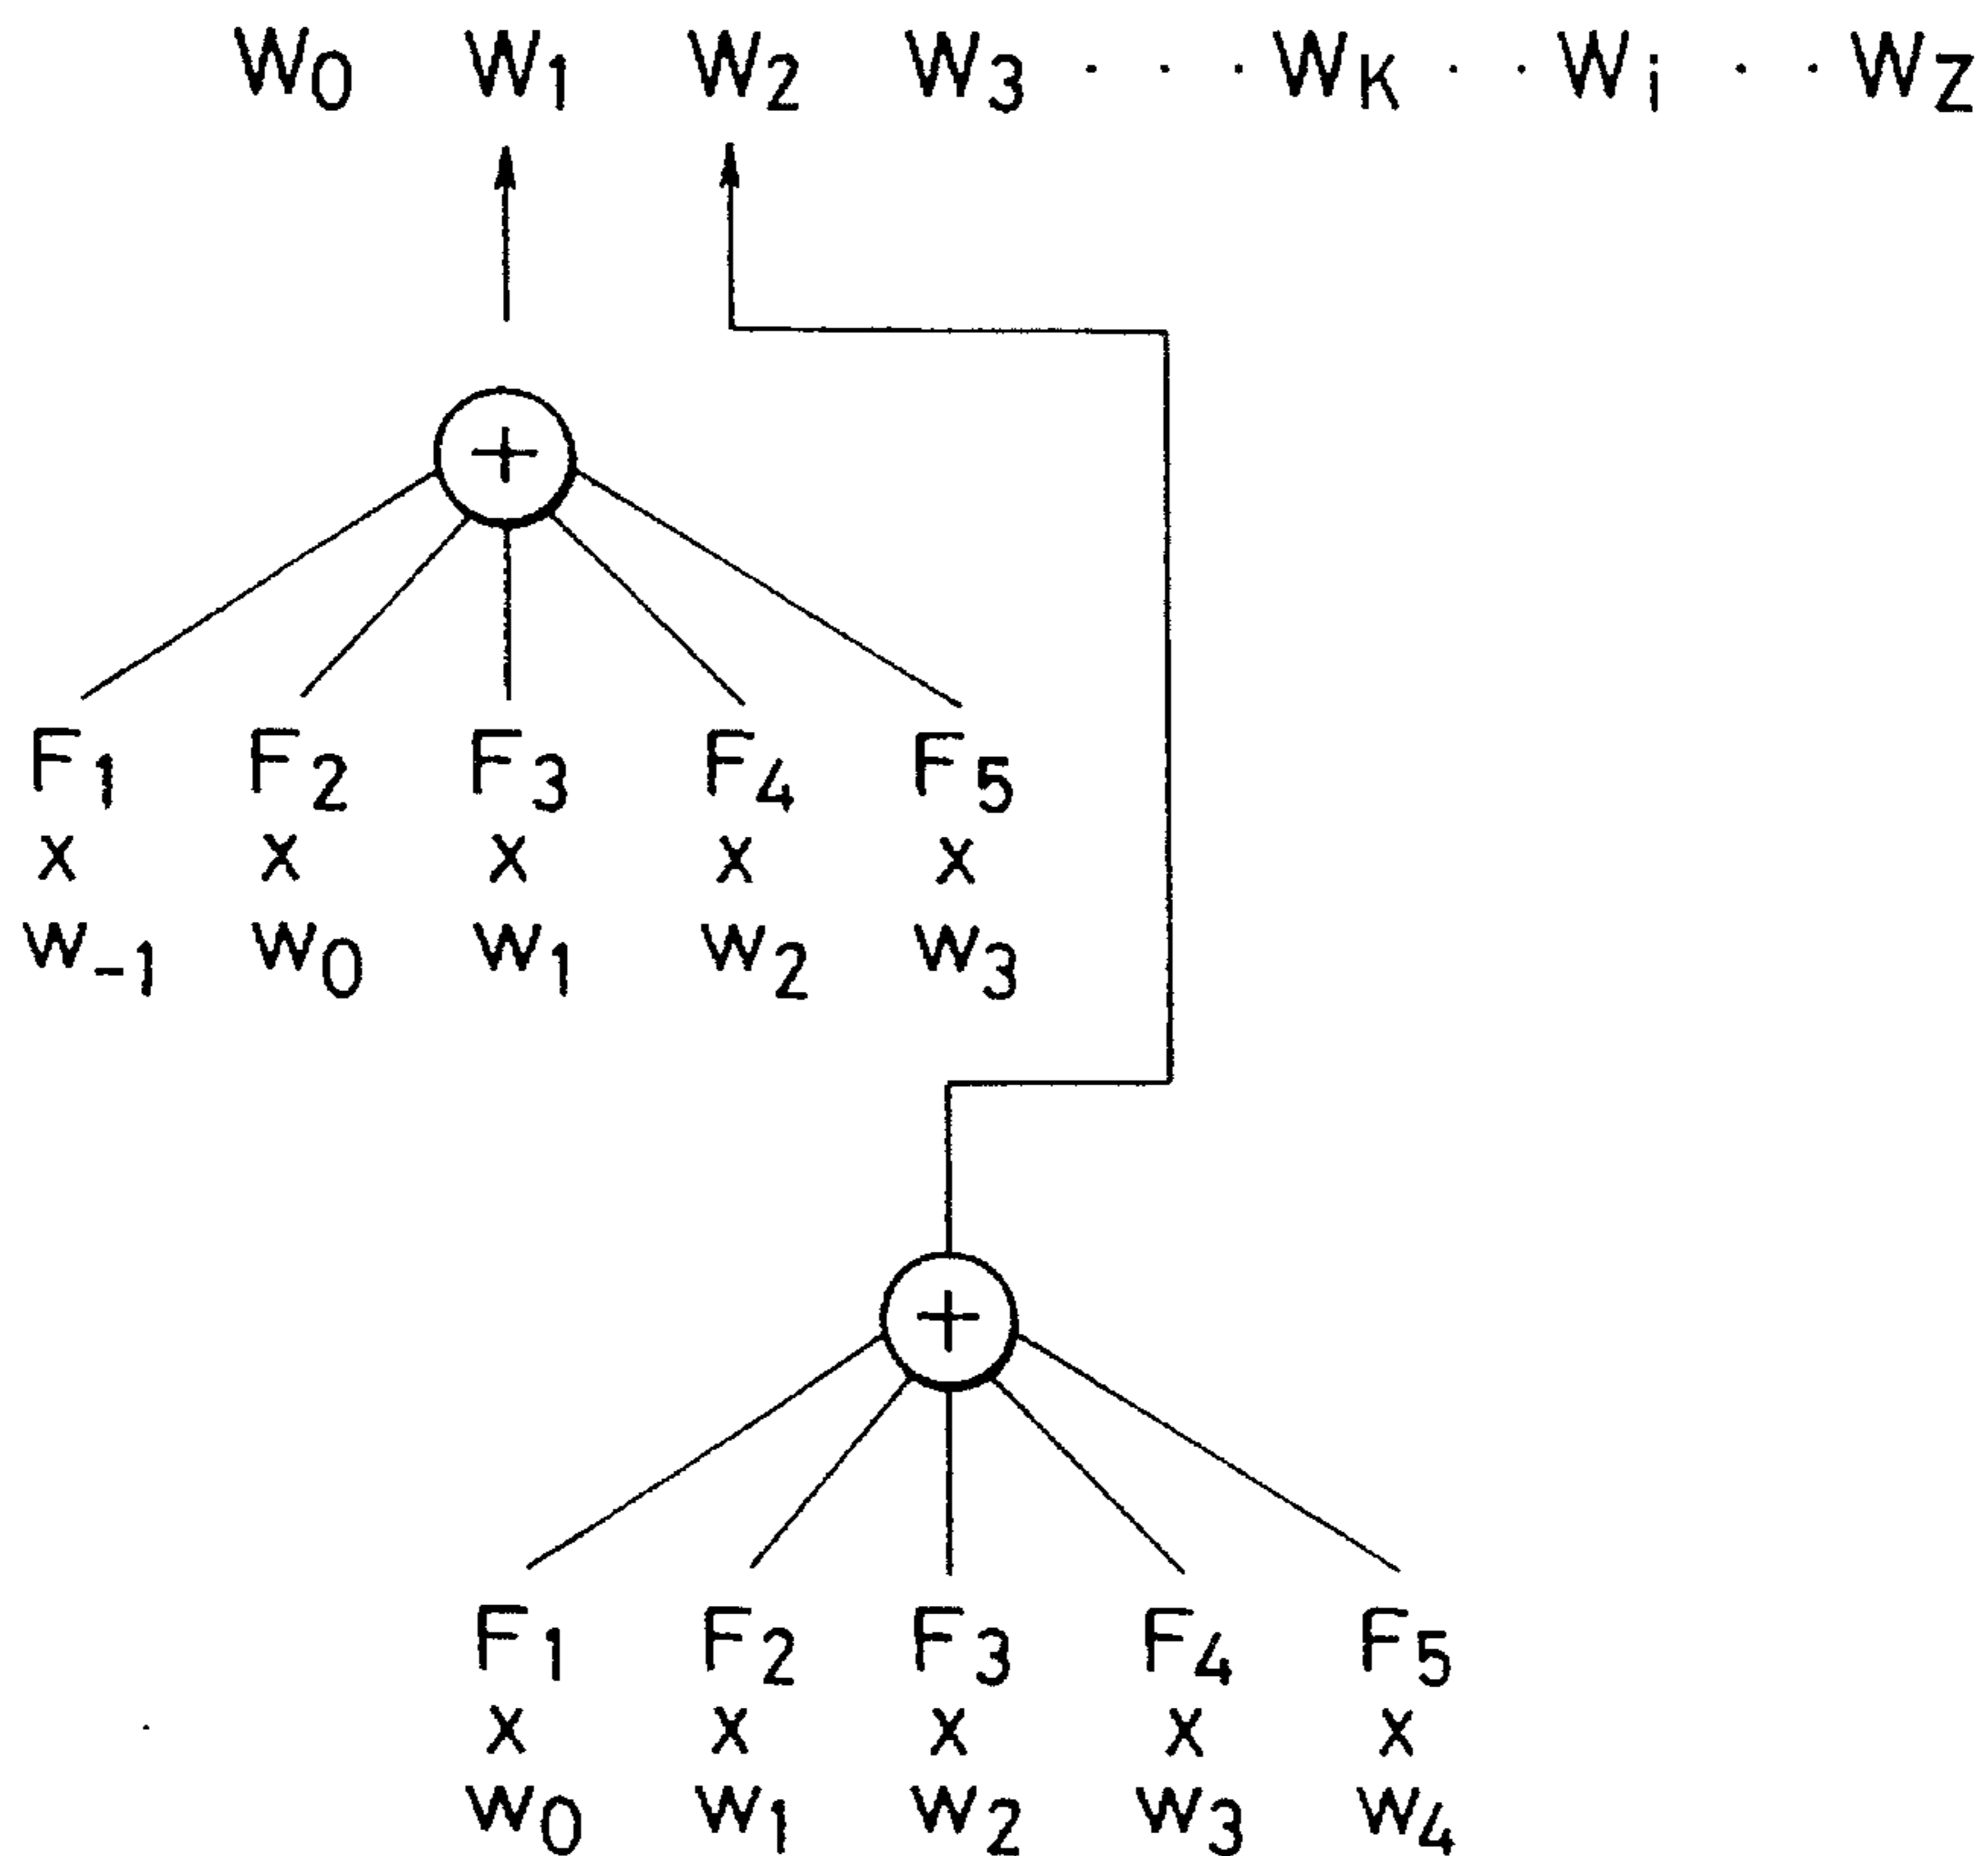 W0 W1 W2 W3 . . . WK . . Wi . . WZ
+
F1 F2 F3 F4 F5
x x x x x
W-1 W0 W1 W2 W3
+
F1 F2 F3 F4 F5
x x x x x
W0 W1 W2 W3 W4